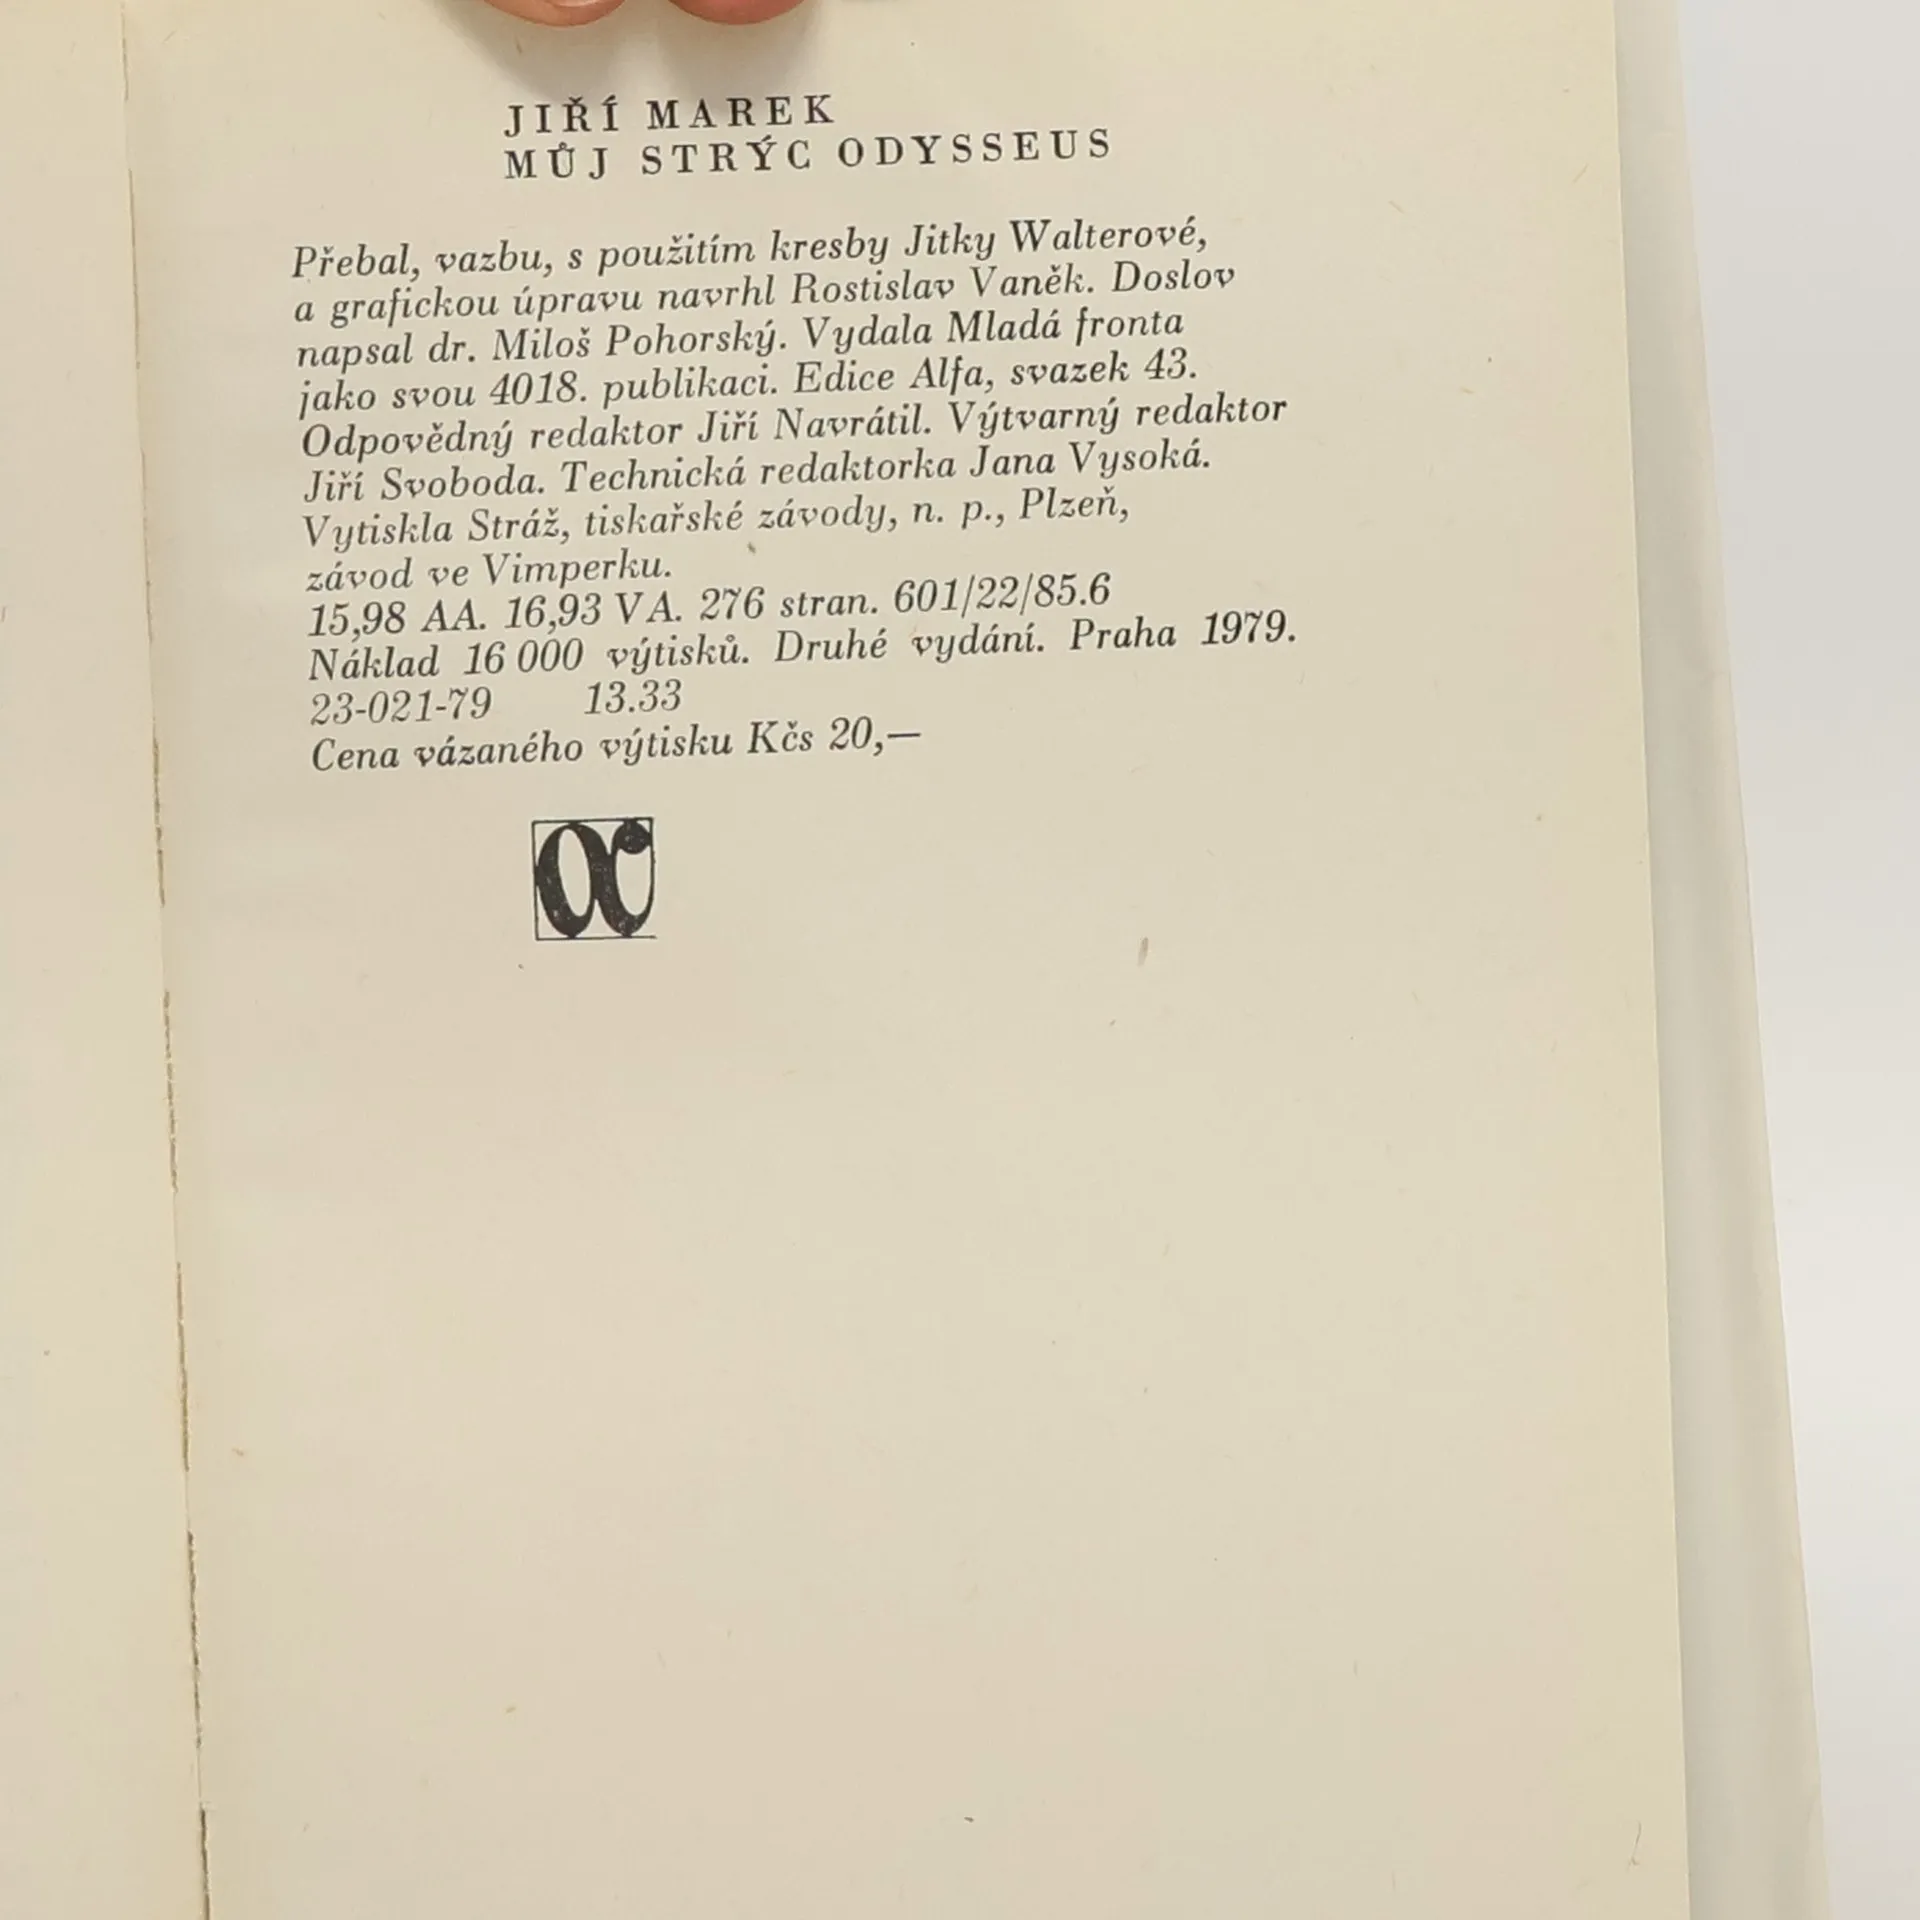 JIŘÍ MAREK
MŮJ STRÝC ODYSSEUS
Přebal, vazbu, s použitím kresby Jitky Walterové,
a grafickou úpravu navrhl Rostislav Vaněk. Doslov
napsal dr. Miloš Pohorský. Vydala Mladá fronta
jako svou 4018. publikaci. Edice Alfa, svazek 43.
Odpovědný redaktor Jiří Navrátil. Výtvarný redaktor
Jiří Svoboda. Technická redaktorka Jana Vysoká.
Vytiskla Stráž, tiskařské závody, n. p., Plzeň,
závod ve Vimperku.
15,98 AA. 16,93 VA. 276 stran. 601/22/85.6
Náklad 16 000 výtisků. Druhé vydání. Praha 1979.
23-021-79 13.33
Cena vázaného výtisku Kčs 20,—